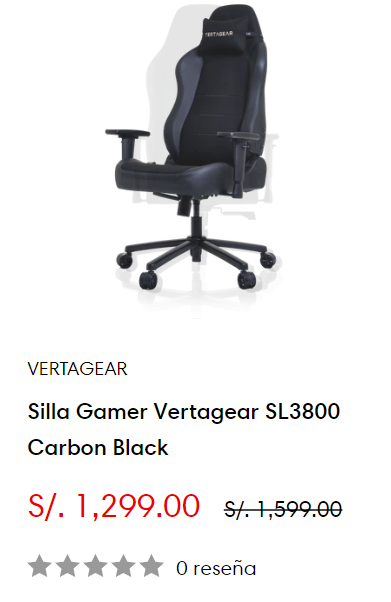 VERTAGEAR
VERTAGEAR
Silla Gamer Vertagear SL3800
Carbon Black
S/. 1,299.00 S/. 1,599.00
0 reseña